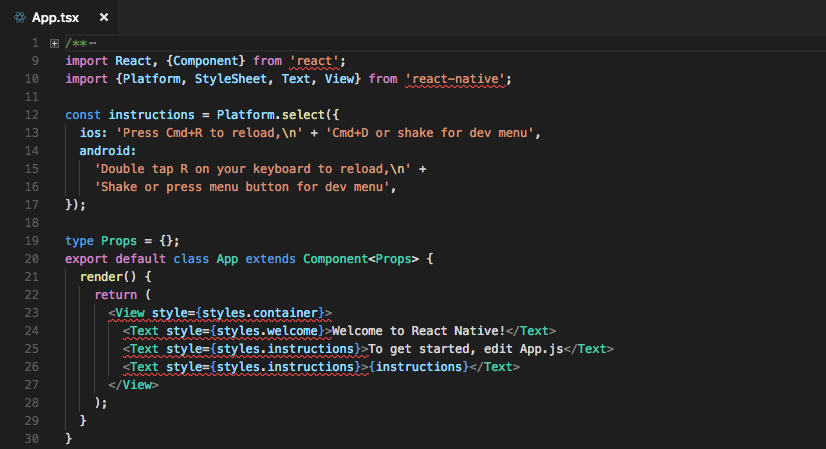 App.tsx ×
1 /** ⋯
9 import React, {Component} from 'react';
10 import {Platform, StyleSheet, Text, View} from 'react-native';
11
12 const instructions = Platform.select({
13   ios: 'Press Cmd+R to reload,\n' + 'Cmd+D or shake for dev menu',
14   android:
15     'Double tap R on your keyboard to reload,\n' +
16     'Shake or press menu button for dev menu',
17 });
18
19 type Props = {};
20 export default class App extends Component<Props> {
21   render() {
22     return (
23       <View style={styles.container}>
24         <Text style={styles.welcome}>Welcome to React Native!</Text>
25         <Text style={styles.instructions}>To get started, edit App.js</Text>
26         <Text style={styles.instructions}>{instructions}</Text>
27       </View>
28     );
29   }
30 }